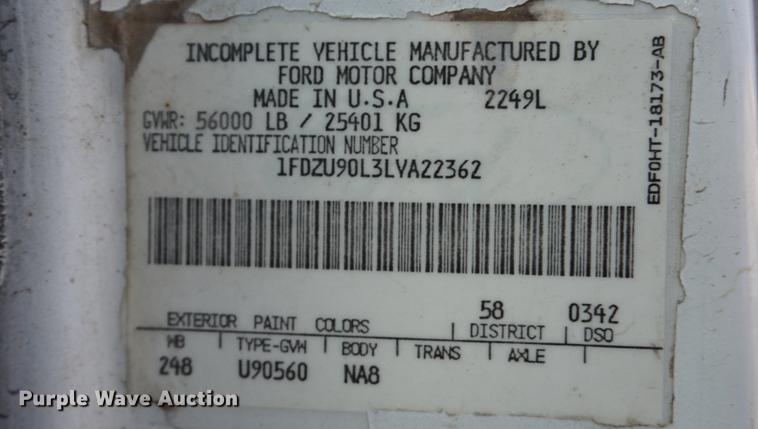 INCOMPLETE VEHICLE MANUFACTURED BY
FORD MOTOR COMPANY
MADE IN U.S.A 2249L
GVWR: 56000 LB / 25401 KG
VEHICLE IDENTIFICATION NUMBER
1FDZU90L3LVA22362
EDF0HT-18173-AB
58 0342
EXTERIOR PAINT COLORS DISTRICT DSO
WB TYPE-GVW BODY TRANS AXLE
248 U90560 NA8
Purple Wave Auction